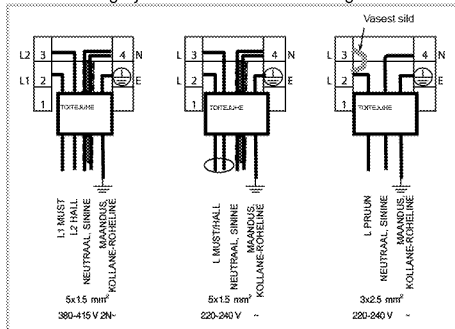 Vasest sild
L2 3 4 N
L1 2 E
1
TOITEJUHE
L1 MUST
L2 HALL
NEUTRAAL, SININE
MAANDUS,
KOLLANE-ROHELINE
5x1.5 mm²
380-415 V 2N~
L 3 4 N
L 2 E
1
TOITEJUHE
L MUST/HALL
NEUTRAAL, SININE
MAANDUS,
KOLLANE-ROHELINE
5x1.5 mm²
220-240 V ~
L 3 4 N
L 2 E
1
TOITEJUHE
L PRUUN
NEUTRAAL, SININE
MAANDUS,
KOLLANE-ROHELINE
3x2.5 mm²
220-240 V ~